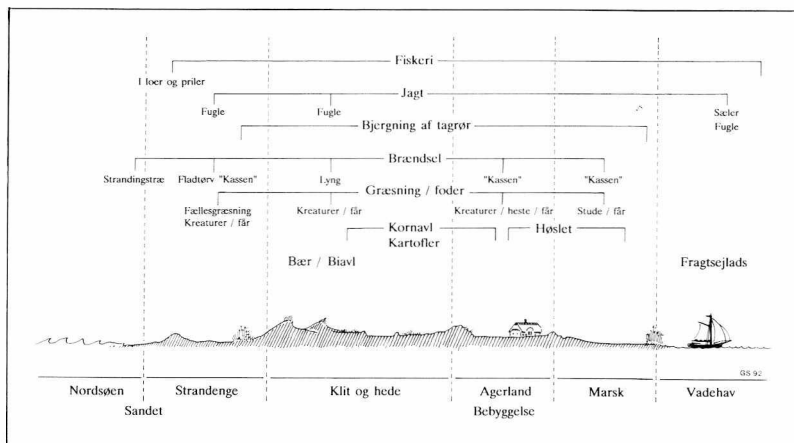 Fiskeri
I loer og priler
Jagt
Fugle Fugle Sæler
Fugle
Bjergning af tagrør
Brændsel
Strandingstræ Fladtørv "Kassen" Lyng "Kassen" "Kassen"
Græsning / foder
Fællesgræsning Kreaturer / får Kreaturer / heste / får Stude / får
Kreaturer / får
Kornavl Høslet
Kartofler
Bær / Biavl Fragtsejlads
GS 92
Nordsøen Strandenge Klit og hede Agerland Marsk Vadehav
Sandet Bebyggelse